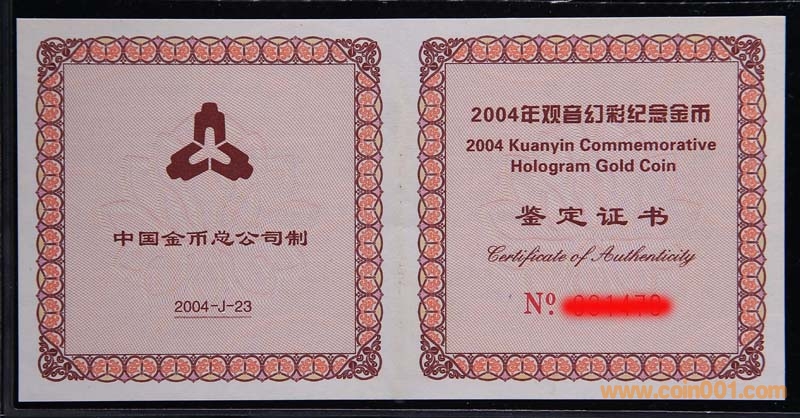 中国金币总公司制
2004-J-23
2004年观音幻彩纪念金币
2004 Kuanyin Commemorative
Hologram Gold Coin
鉴定证书
Certificate of Authenticity
Nº.
www.coin001.com